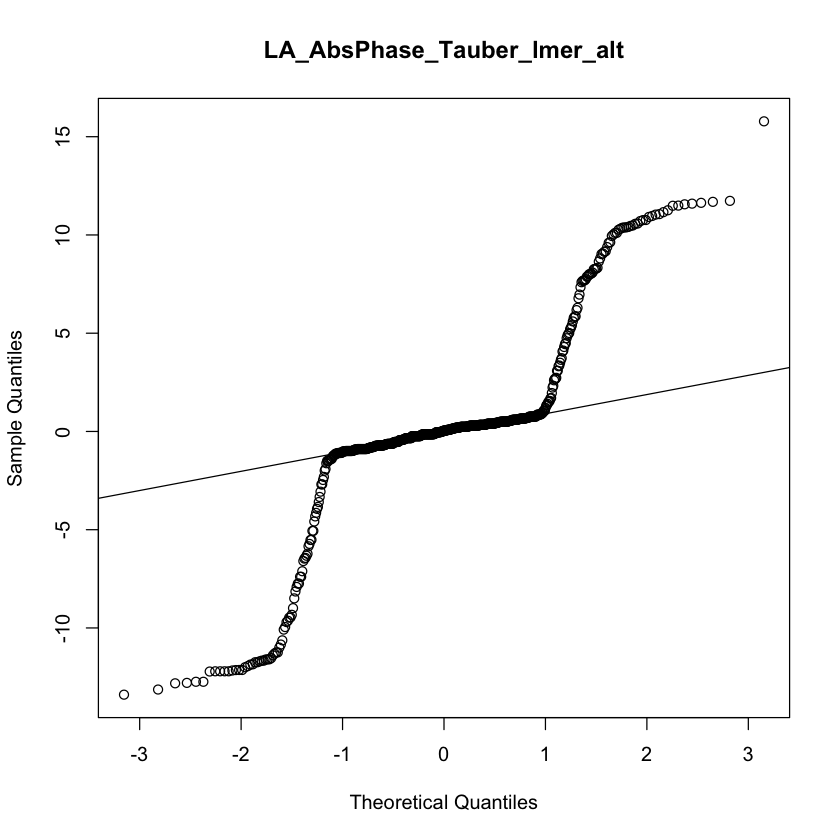 LA_AbsPhase_Tauber_lmer_alt
Sample Quantiles
15
10
5
0
-5
-10
-3 -2 -1 0 1 2 3
Theoretical Quantiles